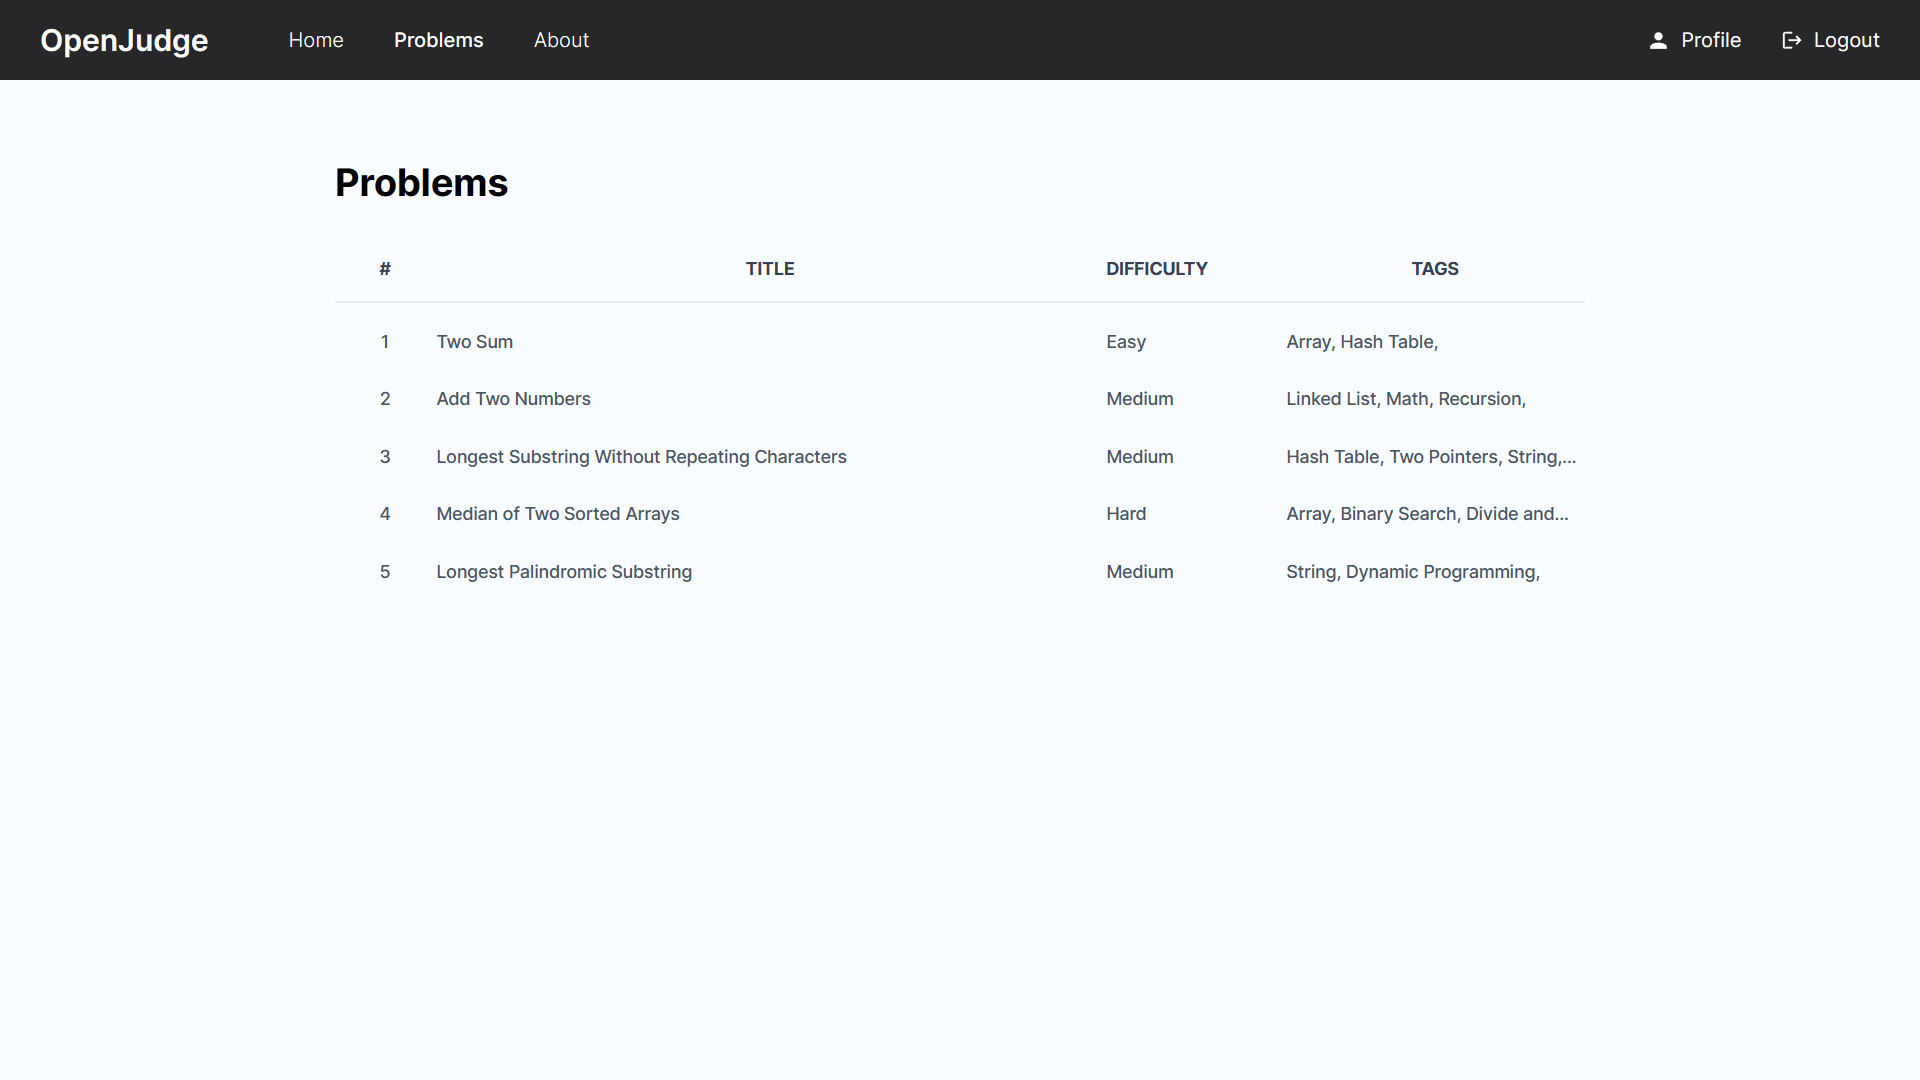 OpenJudge Home Problems About Profile Logout
Problems
# TITLE DIFFICULTY TAGS
1 Two Sum Easy Array, Hash Table,
2 Add Two Numbers Medium Linked List, Math, Recursion,
3 Longest Substring Without Repeating Characters Medium Hash Table, Two Pointers, String,...
4 Median of Two Sorted Arrays Hard Array, Binary Search, Divide and...
5 Longest Palindromic Substring Medium String, Dynamic Programming,